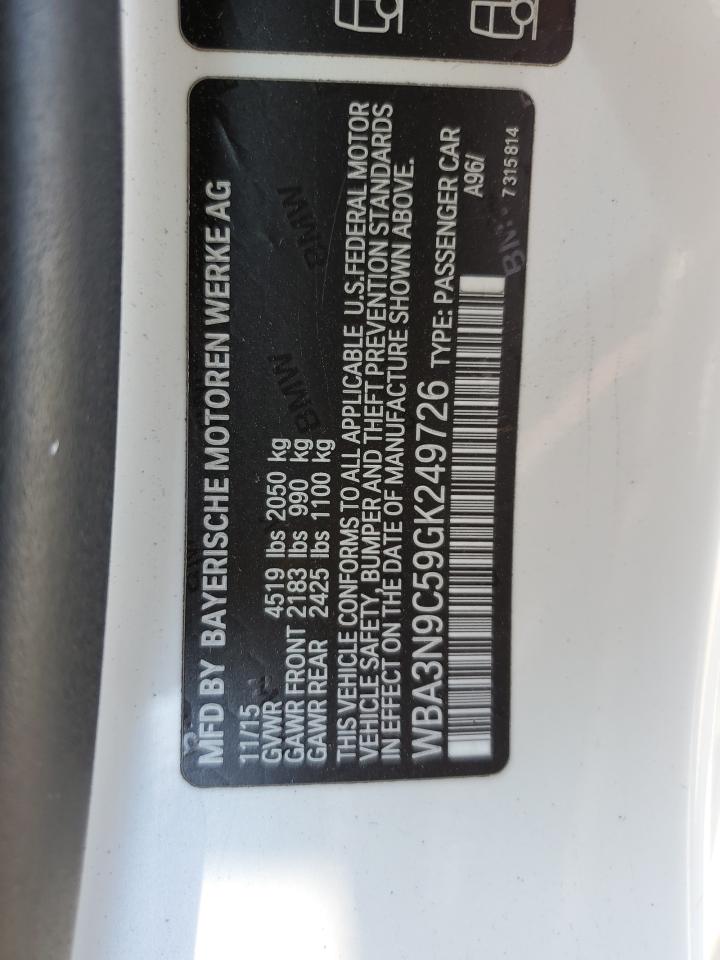 MFD BY BAYERISCHE MOTOREN WERKE AG
11/15
GVWR 4519 lbs 2050 kg
GAWR FRONT 2183 lbs 990 kg
GAWR REAR 2425 lbs 1100 kg
THIS VEHICLE CONFORMS TO ALL APPLICABLE U.S.FEDERAL MOTOR
VEHICLE SAFETY, BUMPER AND THEFT PREVENTION STANDARDS
IN EFFECT ON THE DATE OF MANUFACTURE SHOWN ABOVE.
WBA3N9C59GK249726 TYPE: PASSENGER CAR
A96/
7 315 814
BMW
BMW